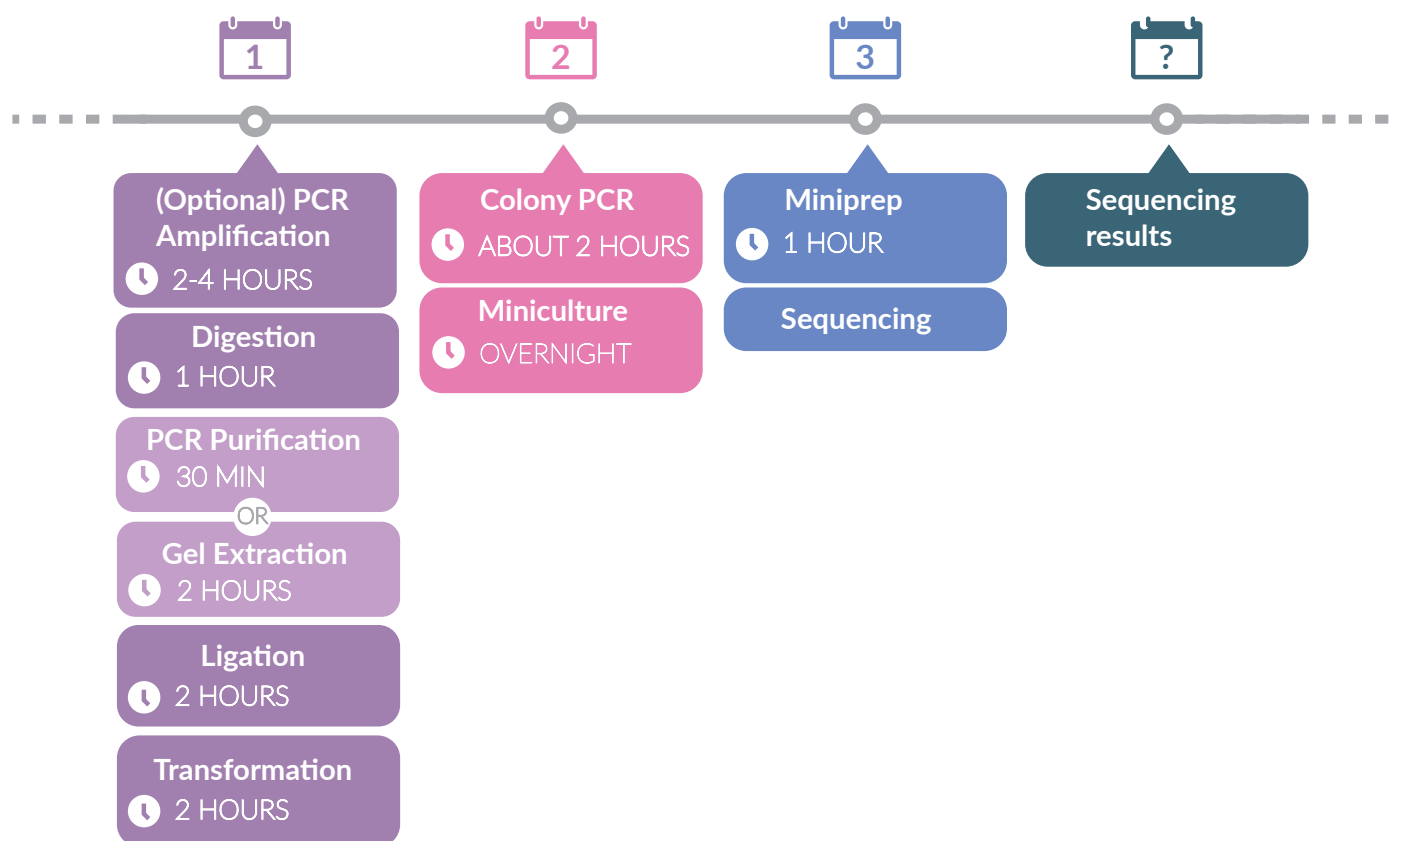 1
(Optional) PCR
Amplification
2-4 HOURS
Digestion
1 HOUR
PCR Purification
30 MIN
OR
Gel Extraction
2 HOURS
Ligation
2 HOURS
Transformation
2 HOURS
2
Colony PCR
ABOUT 2 HOURS
Miniculture
OVERNIGHT
3
Miniprep
1 HOUR
Sequencing
?
Sequencing
results